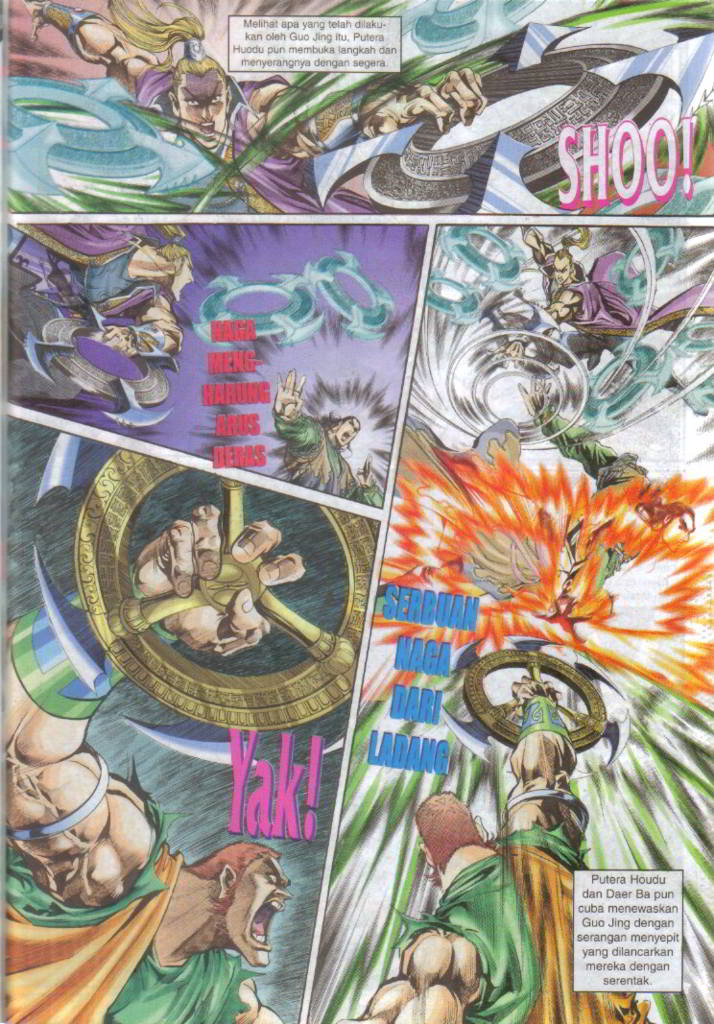 Melihat apa yang telah dilaku-
kan oleh Guo Jing itu, Putera
Huodu pun membuka langkah dan
menyerangnya dengan segera.
SHOO!
NAGA
MENG-
HARUNG
ARUS
DERAS
SERBUAN
NAGA
DARI
LADANG
Yak!
Putera Houdu
dan Daer Ba pun
cuba menewaskan
Guo Jing dengan
serangan menyepit
yang dilancarkan
mereka dengan
serentak.